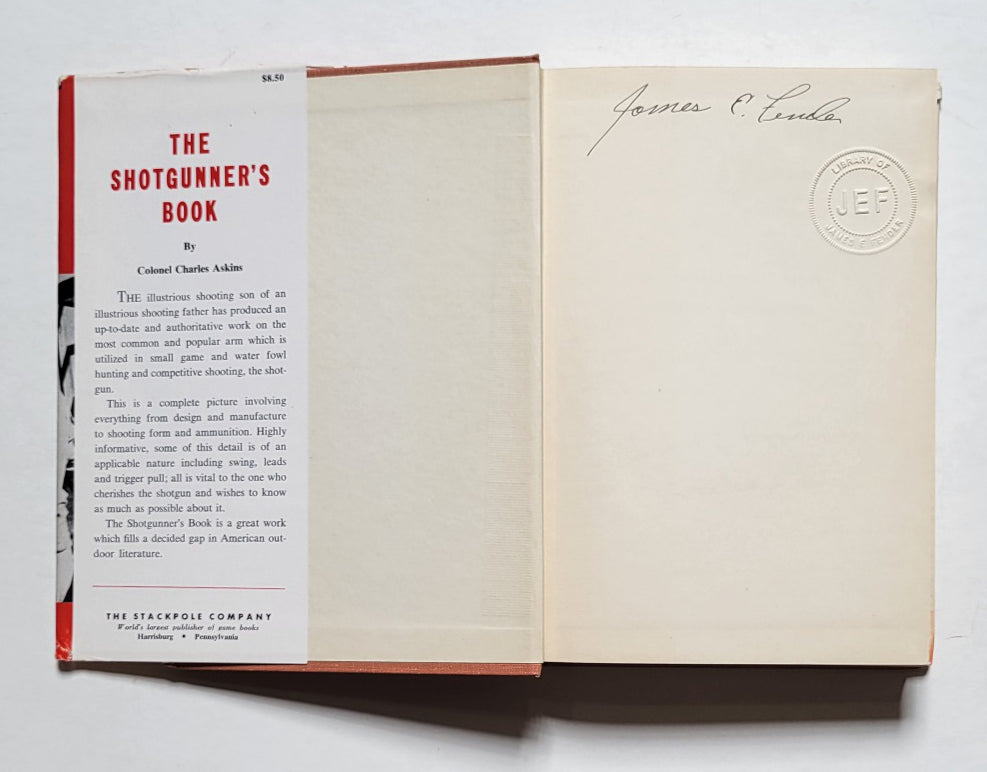 $8.50
THE
SHOTGUNNER'S
BOOK
By
Colonel Charles Askins
THE illustrious shooting son of an
illustrious shooting father has produced an
up-to-date and authoritative work on the
most common and popular arm which is
utilized in small game and water fowl
hunting and competitive shooting, the shot-
gun.
This is a complete picture involving
everything from design and manufacture
to shooting form and ammunition. Highly
informative, some of this detail is of an
applicable nature including swing, leads
and trigger pull; all is vital to the one who
cherishes the shotgun and wishes to know
as much as possible about it.
The Shotgunner's Book is a great work
which fills a decided gap in American out-
door literature.
THE STACKPOLE COMPANY
World's largest publisher of game books
Harrisburg • Pennsylvania
James E. Fender
LIBRARY OF
JEF
JAMES E FENDER